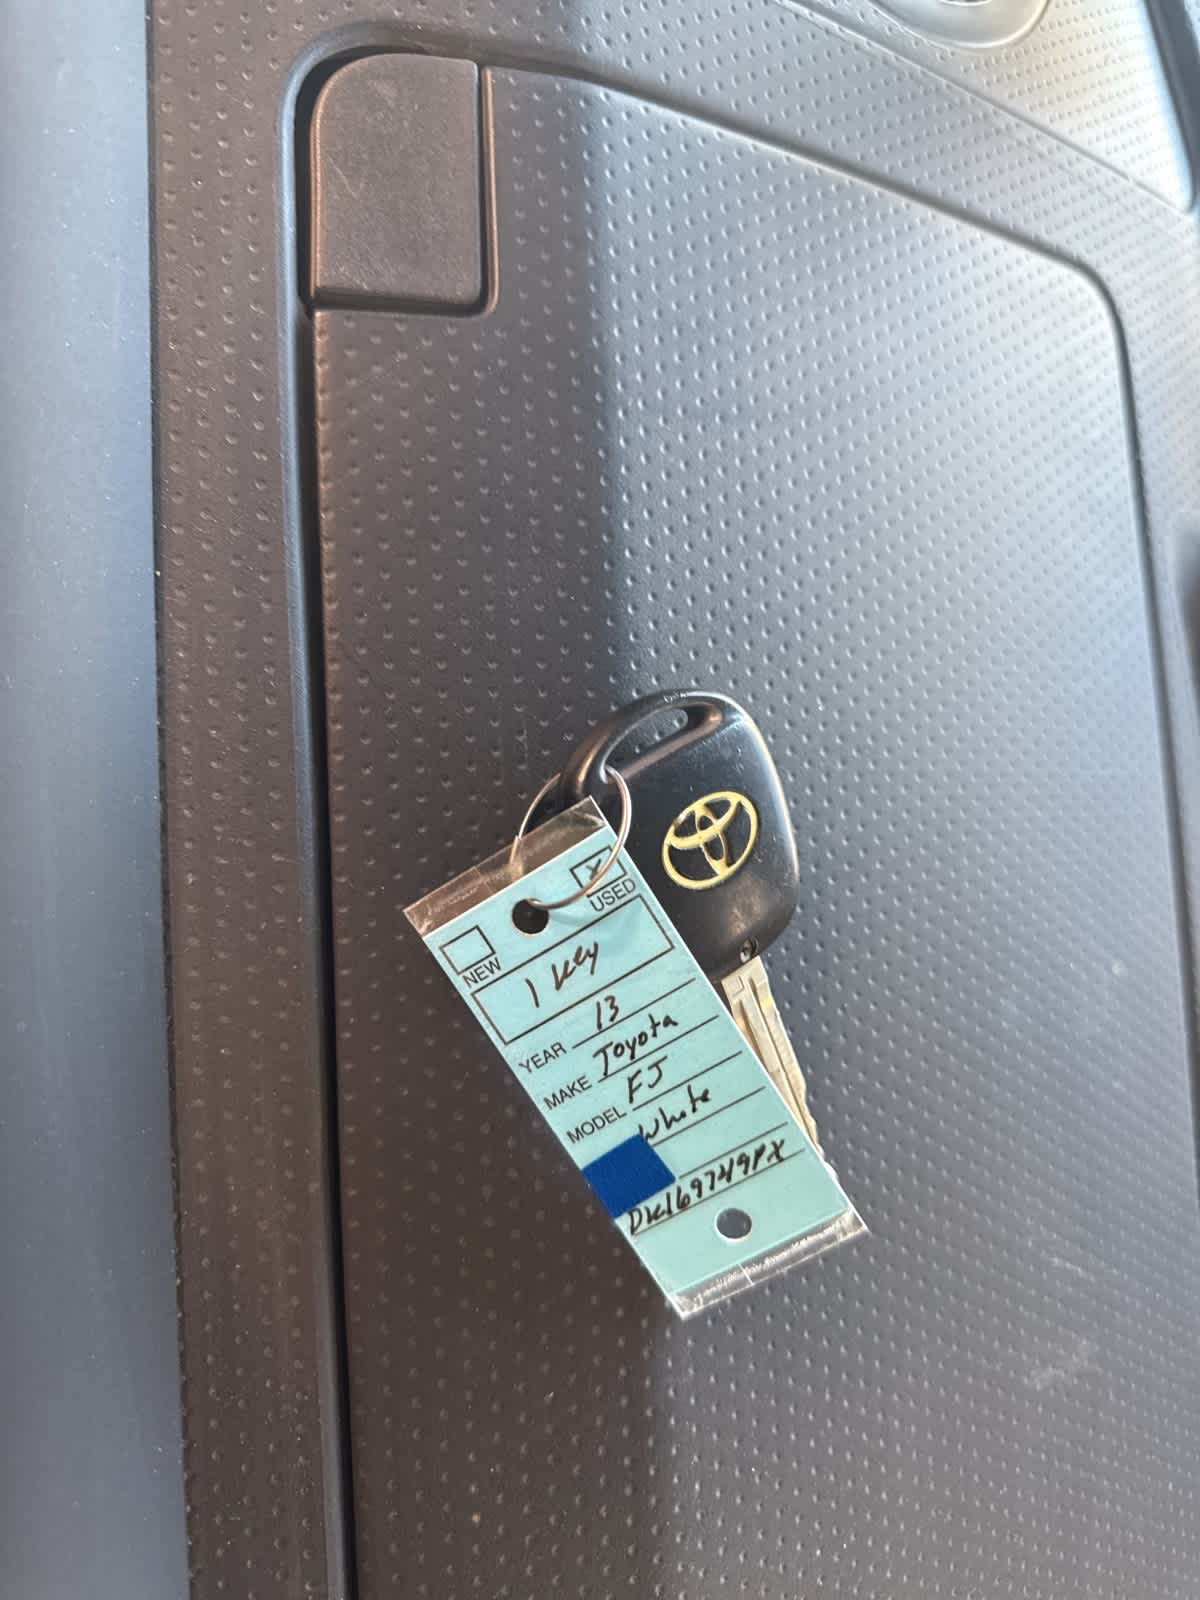 X
NEW USED
1 Key
YEAR 13
MAKE Toyota
MODEL FJ
White
DK169749PX